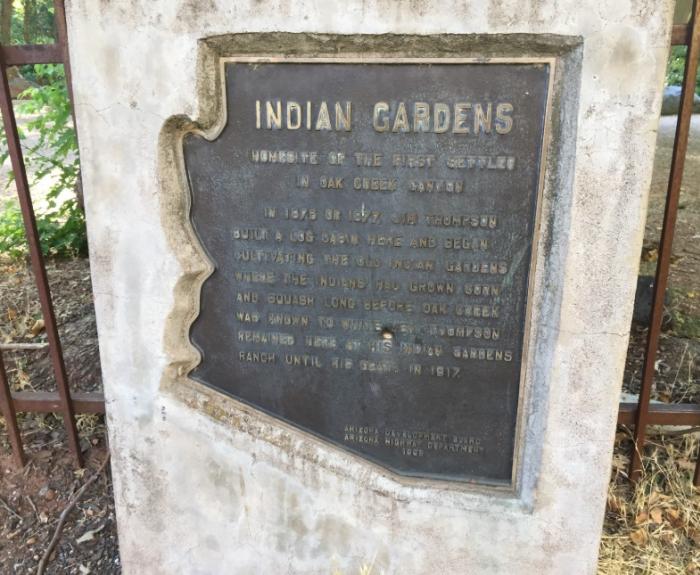 INDIAN GARDENS
HOMESITE OF THE FIRST SETTLER
IN OAK CREEK CANYON
IN 1876 OR 1877 JIM THOMPSON
BUILT A LOG CABIN HERE AND BEGAN
CULTIVATING THE OLD INDIAN GARDENS
WHERE THE INDIANS HAD GROWN CORN
AND SQUASH LONG BEFORE OAK CREEK
WAS KNOWN TO WHITE MEN. THOMPSON
REMAINED HERE AT HIS INDIAN GARDENS
RANCH UNTIL HIS DEATH IN 1917.
ARIZONA DEVELOPMENT BOARD
ARIZONA HIGHWAY DEPARTMENT